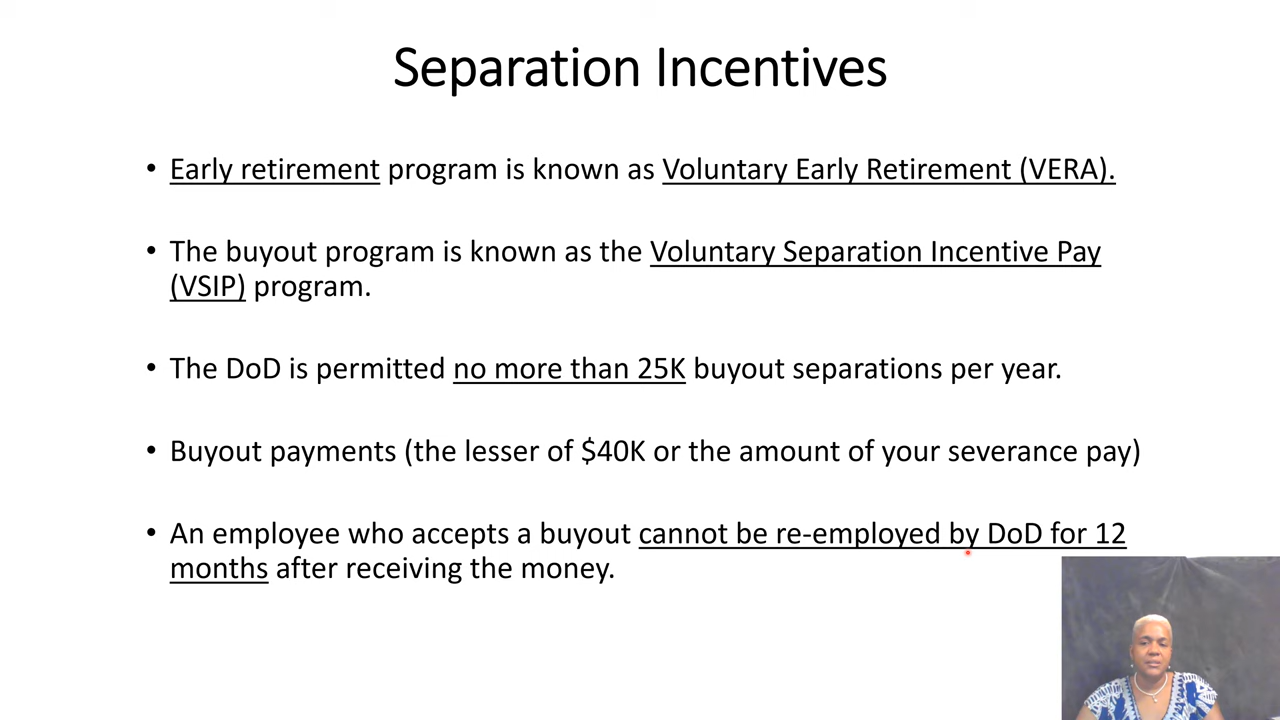 Separation Incentives
• Early retirement program is known as Voluntary Early Retirement (VERA).
• The buyout program is known as the Voluntary Separation Incentive Pay
(VSIP) program.
• The DoD is permitted no more than 25K buyout separations per year.
• Buyout payments (the lesser of $40K or the amount of your severance pay)
• An employee who accepts a buyout cannot be re-employed by DoD for 12
months after receiving the money.